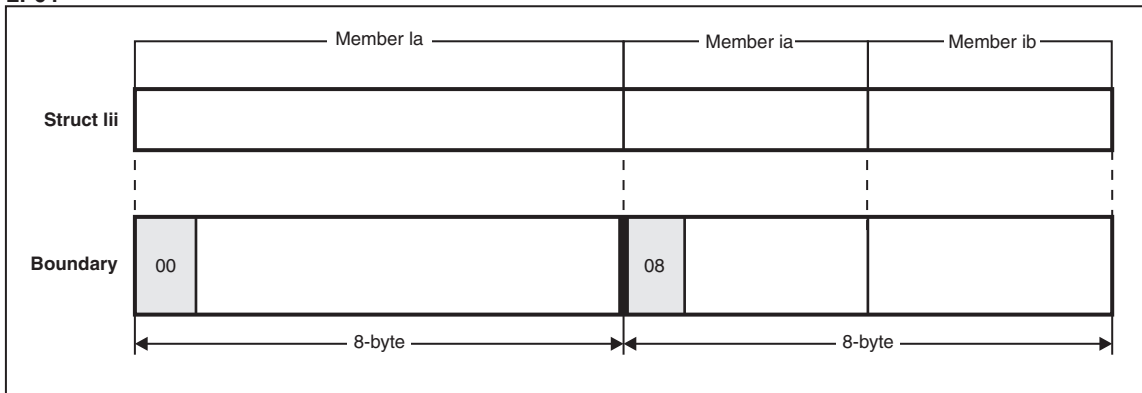 Member la Member ia Member ib
Struct lii
Boundary 00 08
8-byte 8-byte